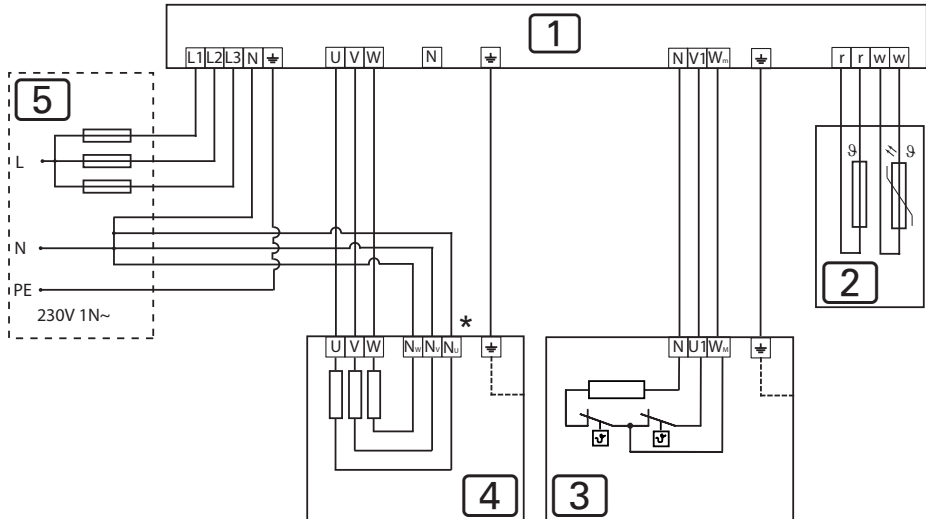 1
L1 L2 L3 N U V W N N V1 Wm r r w w
5
L
ϑ ϑ
N
PE
2
230V 1N~
*
U V W NW NV NU N U1 WM
ϑ ϑ
4 3